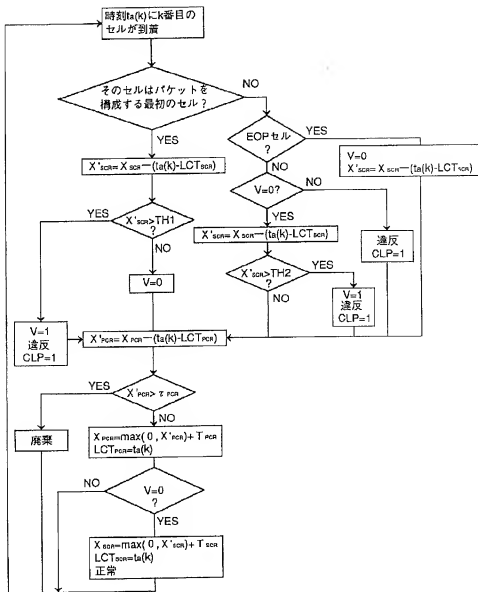 時刻ta(k)にk番目の
セルが到着
そのセルはパケットを
構成する最初のセル？
NO
YES
EOPセル
?
YES
NO
V=0
X'SCR=XSCR—(ta(k)-LCTSCR)
X'SCR=XSCR—(ta(k)-LCTSCR)
V=0?
NO
YES
X'SCR>TH1
?
YES
NO
X'SCR=XSCR—(ta(k)-LCTSCR)
違反
CLP=1
V=0
X'SCR>TH2
?
YES
NO
V=1
違反
CLP=1
V=1
違反
CLP=1
X'PCR=XPCR—(ta(k)-LCTPCR)
YES
X'PCR>τPCR
NO
廃棄
XPCR=max(0,X'PCR)+TPCR
LCTPCR=ta(k)
NO
V=0
?
YES
XSCR=max(0,X'SCR)+TSCR
LCTSCR=ta(k)
正常